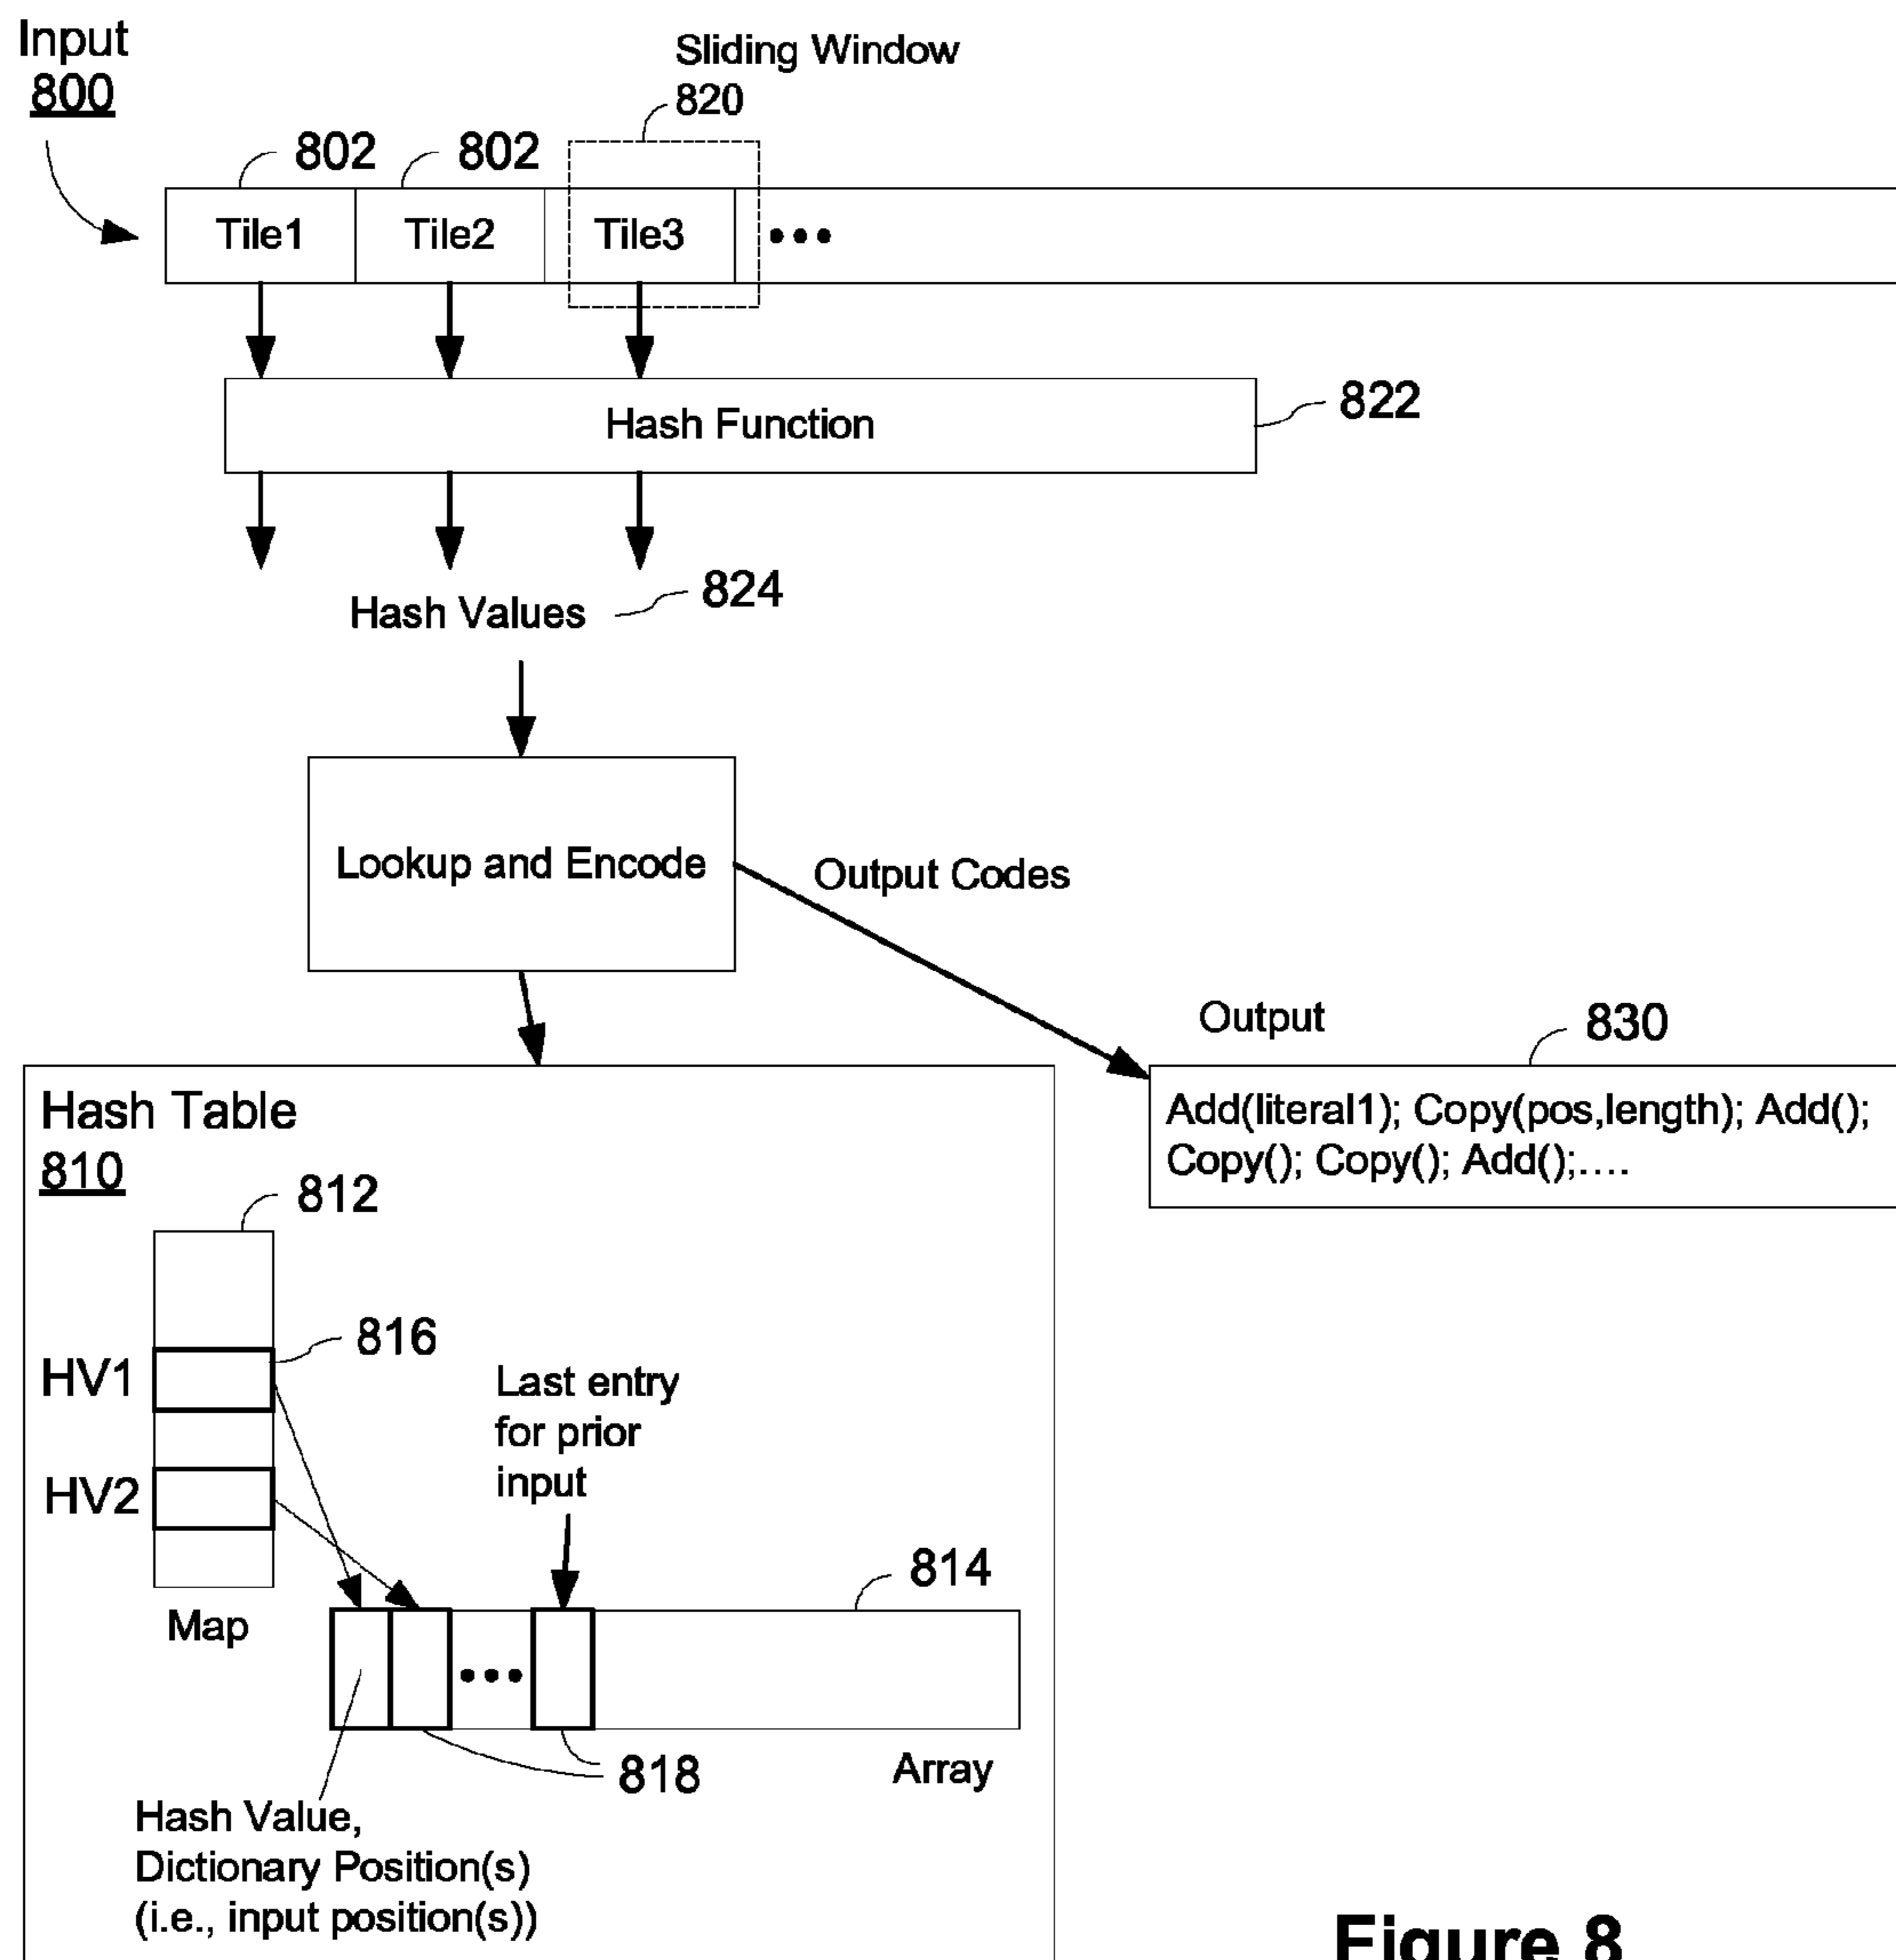 Input
800
Sliding Window
820
802
802
Tile1
Tile2
Tile3
•••
Hash Function
822
Hash Values
824
Lookup and Encode
Output Codes
Output
830
Add(literal1); Copy(pos,length); Add();
Copy(); Copy(); Add();....
Hash Table
810
812
816
HV1
HV2
Map
Last entry
for prior
input
814
•••
818
Array
Hash Value,
Dictionary Position(s)
(i.e., input position(s))
Figure 8